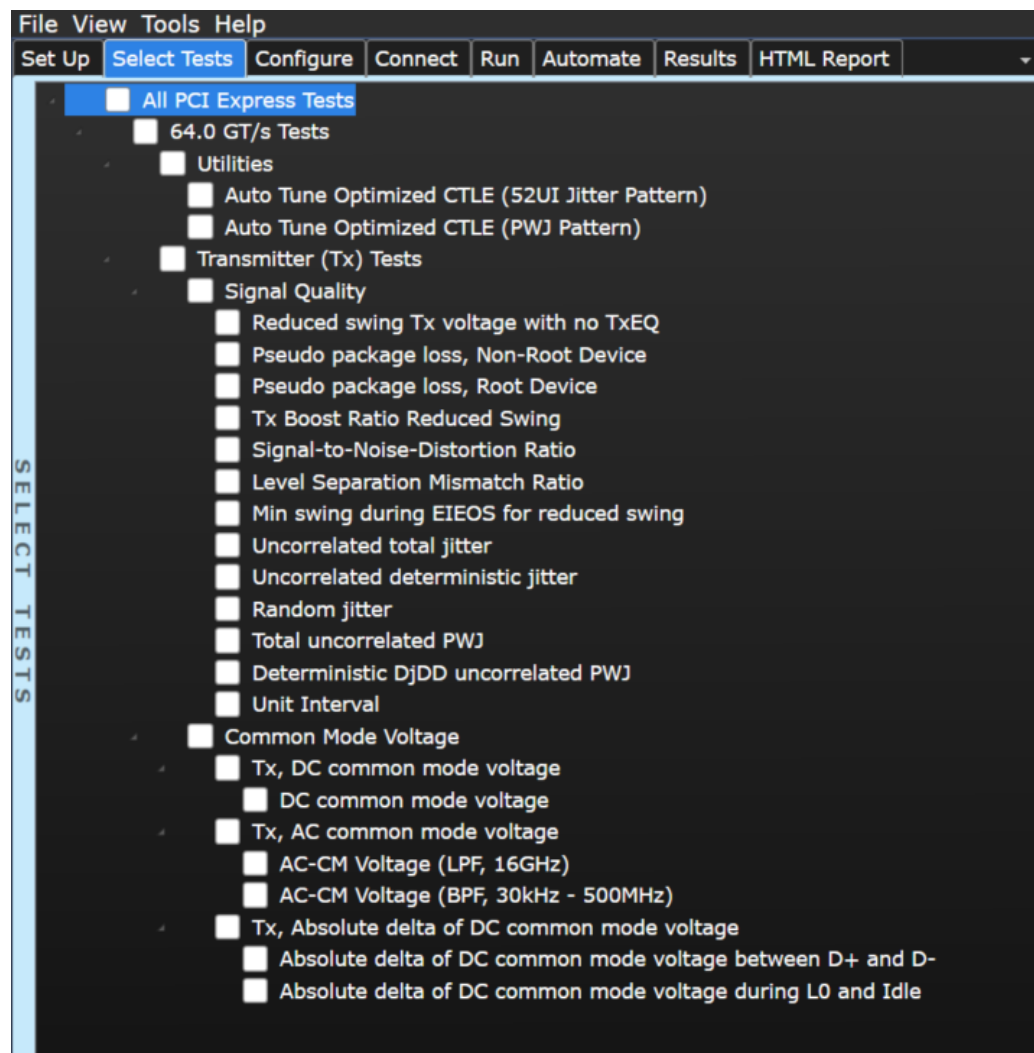 File View Tools Help
Set Up Select Tests Configure Connect Run Automate Results HTML Report
All PCI Express Tests
64.0 GT/s Tests
Utilities
Auto Tune Optimized CTLE (52UI Jitter Pattern)
Auto Tune Optimized CTLE (PWJ Pattern)
Transmitter (Tx) Tests
Signal Quality
Reduced swing Tx voltage with no TxEQ
Pseudo package loss, Non-Root Device
Pseudo package loss, Root Device
Tx Boost Ratio Reduced Swing
Signal-to-Noise-Distortion Ratio
Level Separation Mismatch Ratio
Min swing during EIEOS for reduced swing
Uncorrelated total jitter
Uncorrelated deterministic jitter
Random jitter
Total uncorrelated PWJ
Deterministic DjDD uncorrelated PWJ
Unit Interval
Common Mode Voltage
Tx, DC common mode voltage
DC common mode voltage
Tx, AC common mode voltage
AC-CM Voltage (LPF, 16GHz)
AC-CM Voltage (BPF, 30kHz - 500MHz)
Tx, Absolute delta of DC common mode voltage
Absolute delta of DC common mode voltage between D+ and D-
Absolute delta of DC common mode voltage during L0 and Idle
SELECT TESTS